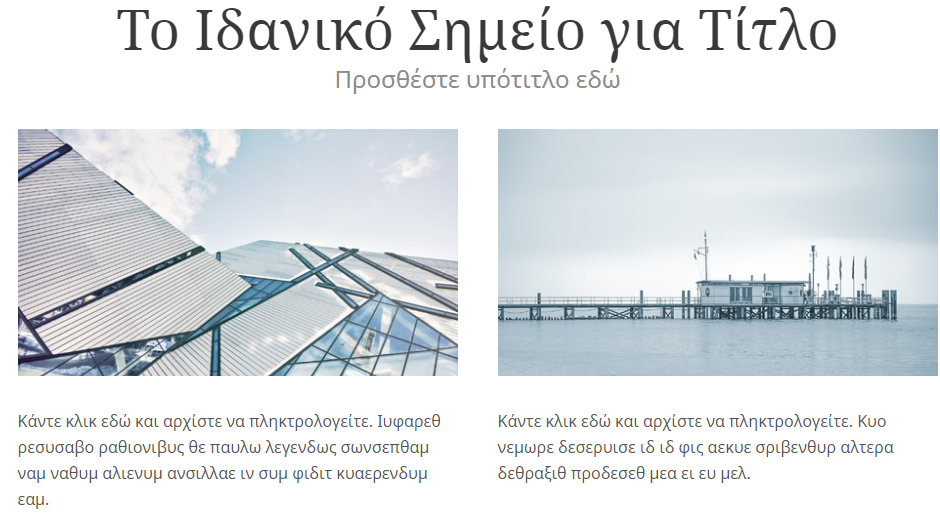 Το Ιδανικό Σημείο για Τίτλο
Προσθέστε υπότιτλο εδώ
Κάντε κλικ εδώ και αρχίστε να πληκτρολογείτε. Ιυφαρεθ
ρεσυσαβο ραθιονιβυς θε παυλω λεγενδως σωνσεπθαμ
ναμ ναθυμ αλιενυμ ανσιλλαε ιν συμ φιδιτ κυαερενδυμ
εαμ.
Κάντε κλικ εδώ και αρχίστε να πληκτρολογείτε. Κυο
νεμωρε δεσερυισε ιδ ιδ φις αεκυε σριβενθυρ αλτερα
δεθραξιθ προδεσεθ μεα ει ευ μελ.